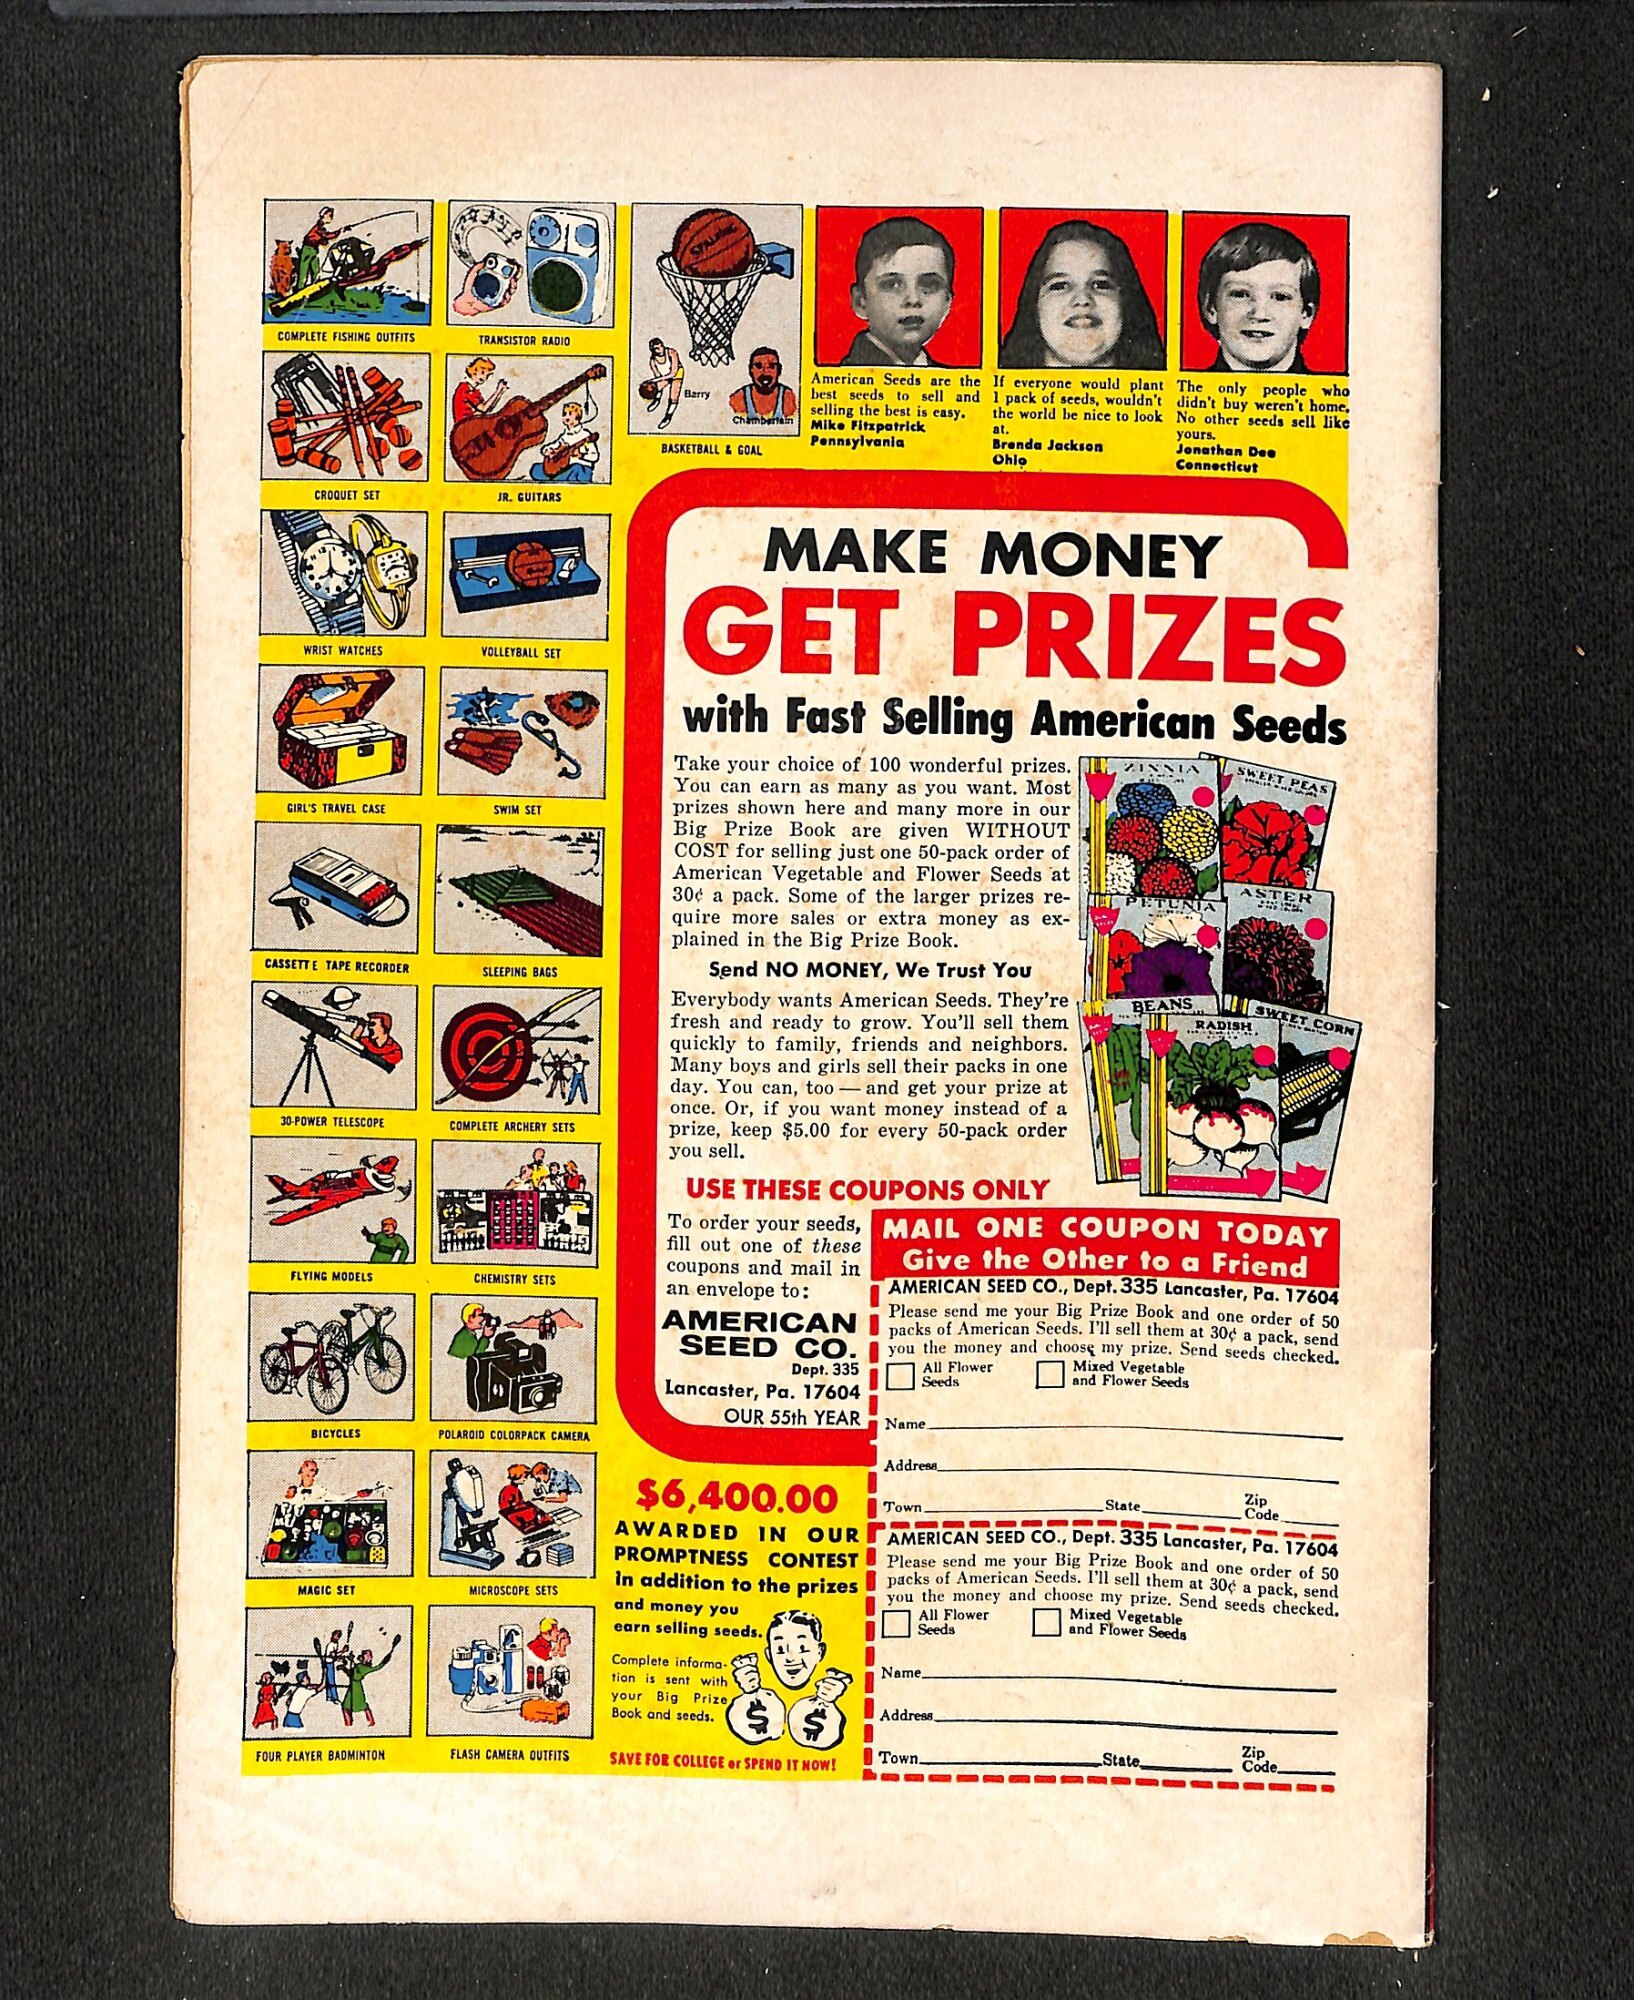 COMPLETE FISHING OUTFITS
TRANSISTOR RADIO
SPALDING
Barry
Chamberlain
BASKETBALL & GOAL
CROQUET SET
JR. GUITARS
WRIST WATCHES
VOLLEYBALL SET
GIRL'S TRAVEL CASE
SWIM SET
CASSETTE TAPE RECORDER
SLEEPING BAGS
30-POWER TELESCOPE
COMPLETE ARCHERY SETS
FLYING MODELS
CHEMISTRY SETS
BICYCLES
POLAROID COLORPACK CAMERA
MAGIC SET
MICROSCOPE SETS
FOUR PLAYER BADMINTON
FLASH CAMERA OUTFITS
American Seeds are the
best seeds to sell and
selling the best is easy.
Mike Fitzpatrick
Pennsylvania
If everyone would plant
1 pack of seeds, wouldn't
the world be nice to look
at.
Brenda Jackson
Ohio
The only people who
didn't buy weren't home.
No other seeds sell like
yours.
Jonathan Dee
Connecticut
MAKE MONEY
GET PRIZES
with Fast Selling American Seeds
Take your choice of 100 wonderful prizes.
You can earn as many as you want. Most
prizes shown here and many more in our
Big Prize Book are given WITHOUT
COST for selling just one 50-pack order of
American Vegetable and Flower Seeds at
30¢ a pack. Some of the larger prizes re-
quire more sales or extra money as ex-
plained in the Big Prize Book.
Send NO MONEY, We Trust You
Everybody wants American Seeds. They're
fresh and ready to grow. You'll sell them
quickly to family, friends and neighbors.
Many boys and girls sell their packs in one
day. You can, too — and get your prize at
once. Or, if you want money instead of a
prize, keep $5.00 for every 50-pack order
you sell.
ZINNIA
SWEET PEAS
PETUNIA
ASTER
BEANS
RADISH
SWEET CORN
USE THESE COUPONS ONLY
To order your seeds,
fill out one of these
coupons and mail in
an envelope to:
AMERICAN
SEED CO.
Dept. 335
Lancaster, Pa. 17604
OUR 55th YEAR
$6,400.00
AWARDED IN OUR
PROMPTNESS CONTEST
in addition to the prizes
and money you
earn selling seeds.
Complete informa-
tion is sent with
your Big Prize
Book and seeds.
$ $
SAVE FOR COLLEGE or SPEND IT NOW!
MAIL ONE COUPON TODAY
Give the Other to a Friend
AMERICAN SEED CO., Dept. 335 Lancaster, Pa. 17604
Please send me your Big Prize Book and one order of 50
packs of American Seeds. I'll sell them at 30¢ a pack, send
you the money and choose my prize. Send seeds checked.
All Flower
Seeds
Mixed Vegetable
and Flower Seeds
Name
Address
Town State Zip
Code
AMERICAN SEED CO., Dept. 335 Lancaster, Pa. 17604
Please send me your Big Prize Book and one order of 50
packs of American Seeds. I'll sell them at 30¢ a pack, send
you the money and choose my prize. Send seeds checked.
All Flower
Seeds
Mixed Vegetable
and Flower Seeds
Name
Address
Town State Zip
Code